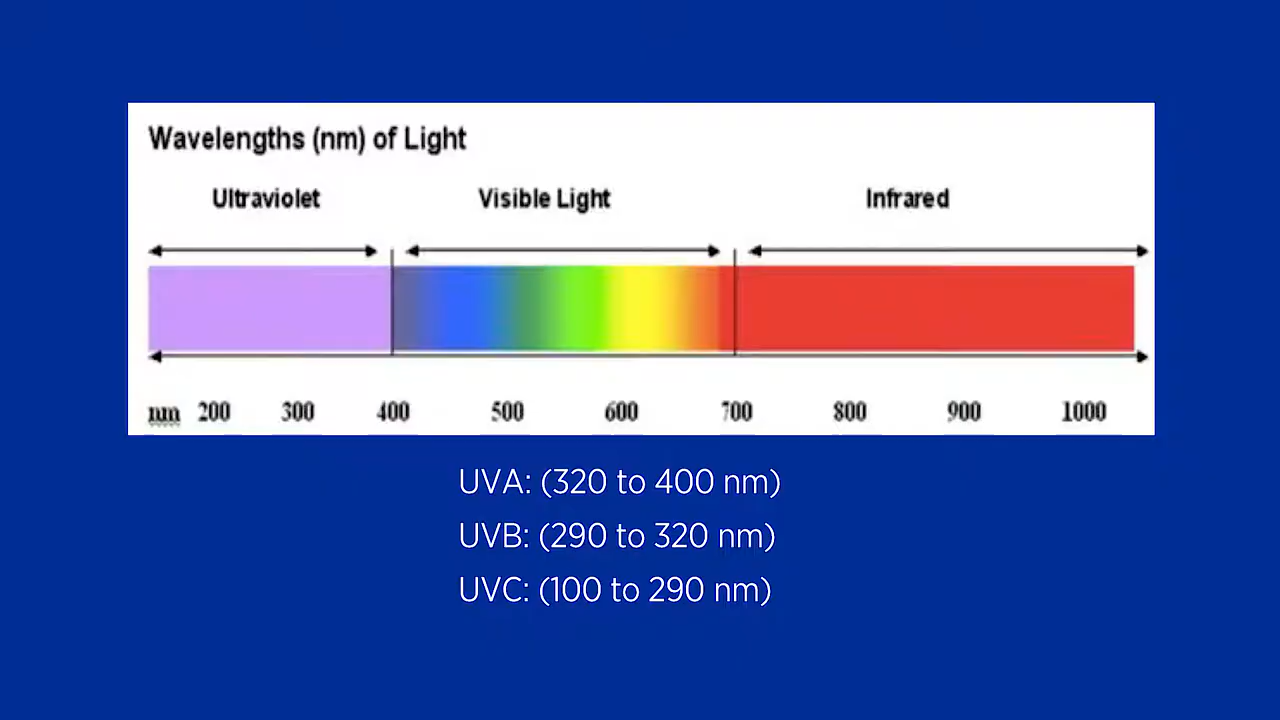 Wavelengths (nm) of Light
Ultraviolet Visible Light Infrared
nm 200 300 400 500 600 700 800 900 1000
UVA: (320 to 400 nm)
UVB: (290 to 320 nm)
UVC: (100 to 290 nm)